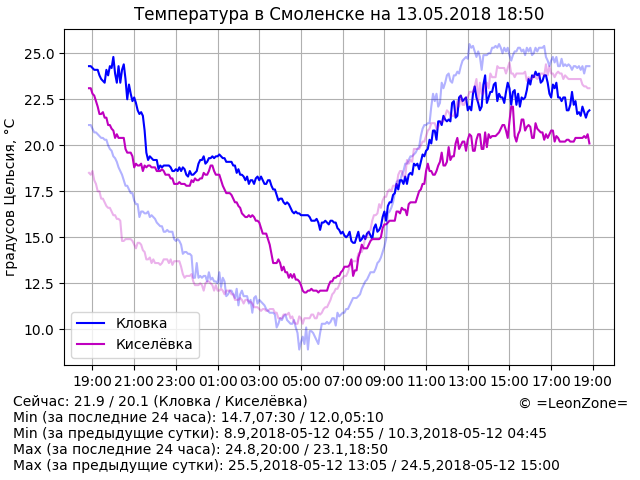 Температура в Смоленске на 13.05.2018 18:50
градусов Цельсия, °C
25.0
22.5
20.0
17.5
15.0
12.5
10.0
Кловка
Киселёвка
19:00 21:00 23:00 01:00 03:00 05:00 07:00 09:00 11:00 13:00 15:00 17:00 19:00
© =LeonZone=
Сейчас: 21.9 / 20.1 (Кловка / Киселёвка)
Min (за последние 24 часа): 14.7,07:30 / 12.0,05:10
Min (за предыдущие сутки): 8.9,2018-05-12 04:55 / 10.3,2018-05-12 04:45
Max (за последние 24 часа): 24.8,20:00 / 23.1,18:50
Max (за предыдущие сутки): 25.5,2018-05-12 13:05 / 24.5,2018-05-12 15:00